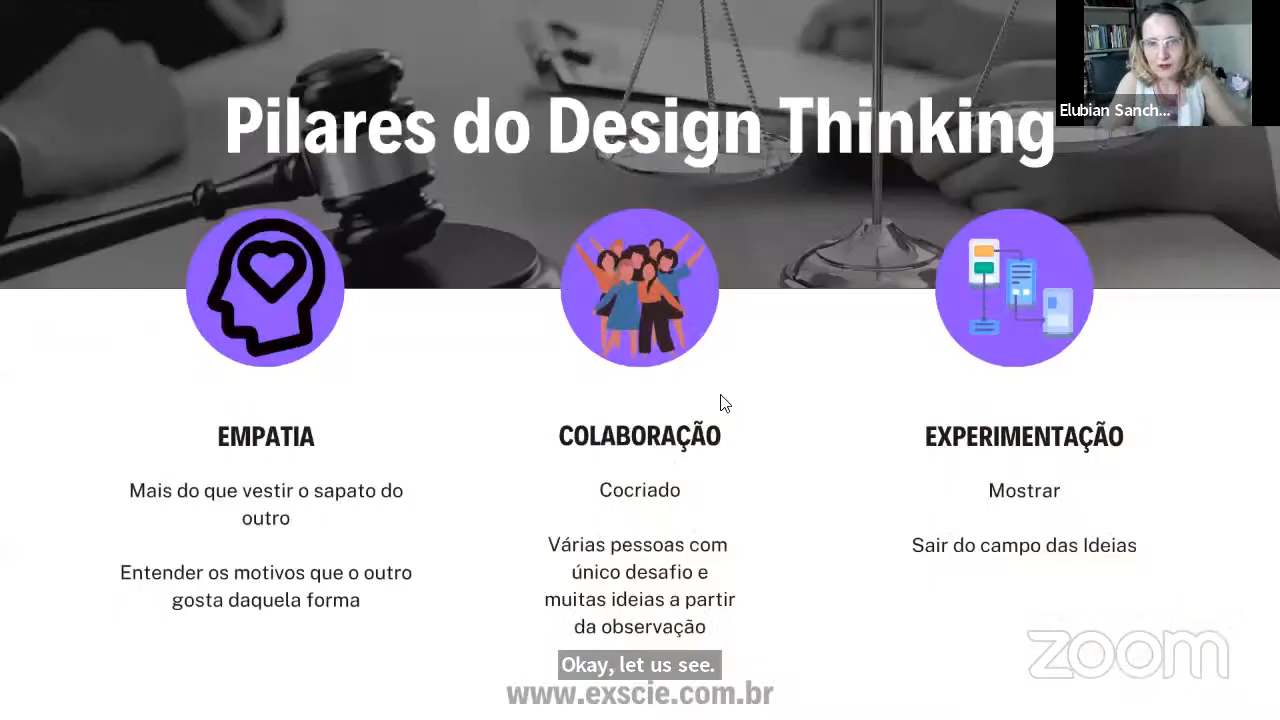 Pilares do Design Thinking
Elubian Sanch...
EMPATIA
Mais do que vestir o sapato do
outro
Entender os motivos que o outro
gosta daquela forma
COLABORAÇÃO
Cocriado
Várias pessoas com
único desafio e
muitas ideias a partir
da observação
EXPERIMENTAÇÃO
Mostrar
Sair do campo das Ideias
Okay, let us see.
www.exscie.com.br
zoom